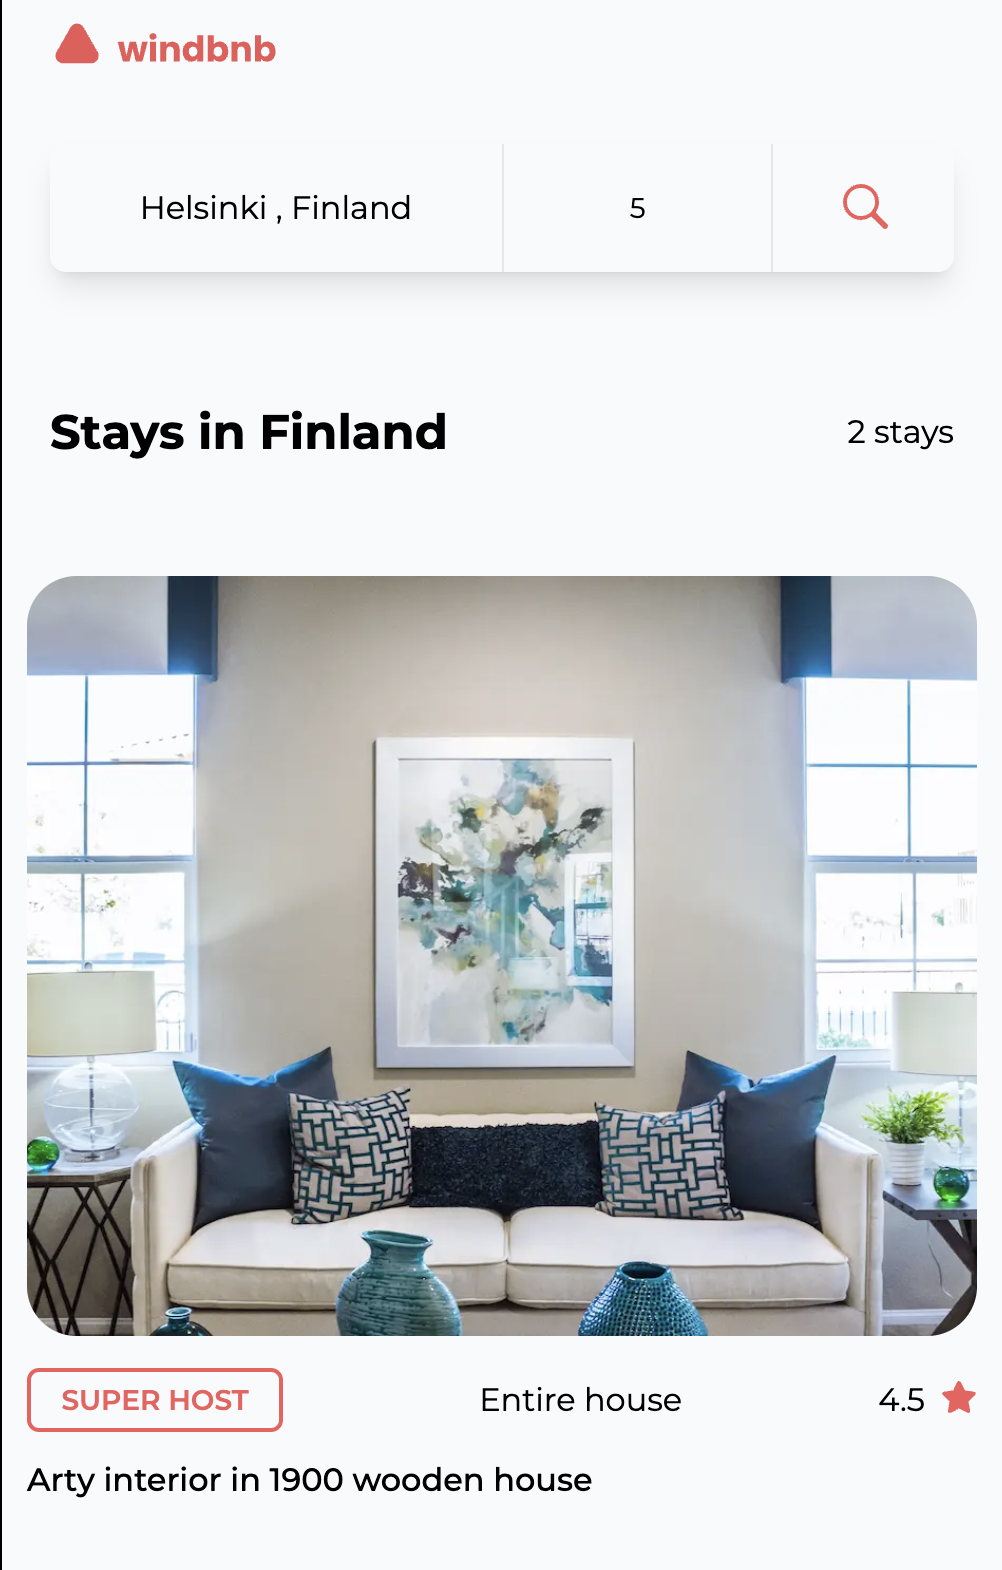 windbnb
Helsinki , Finland
5
Stays in Finland
2 stays
SUPER HOST
Entire house
4.5
Arty interior in 1900 wooden house